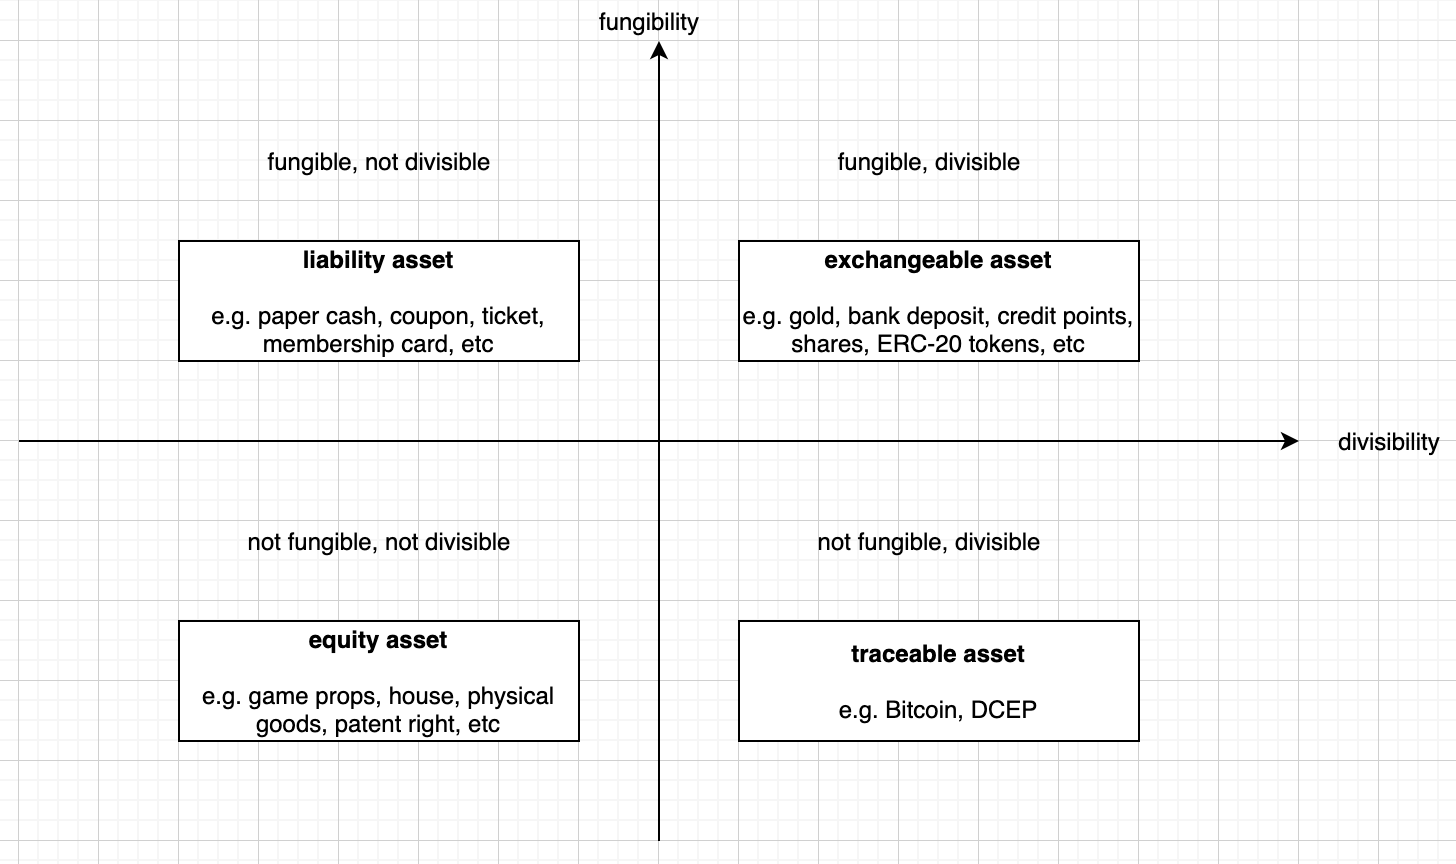 fungibility
fungible, not divisible
fungible, divisible
liability asset
e.g. paper cash, coupon, ticket,
membership card, etc
exchangeable asset
e.g. gold, bank deposit, credit points,
shares, ERC-20 tokens, etc
divisibility
not fungible, not divisible
not fungible, divisible
equity asset
e.g. game props, house, physical
goods, patent right, etc
traceable asset
e.g. Bitcoin, DCEP